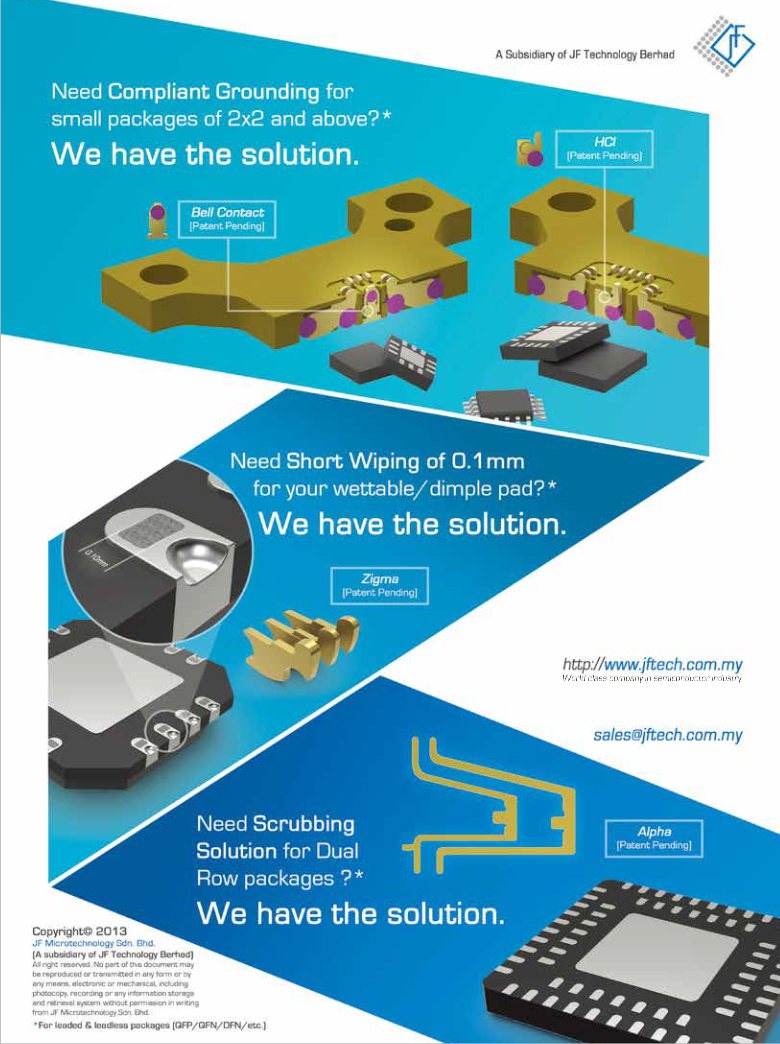 A Subsidiary of JF Technology Berhad
JF
Need Compliant Grounding for
small packages of 2x2 and above?*
We have the solution.
HCI
[Patent Pending]
Bell Contact
[Patent Pending]
Need Short Wiping of 0.1mm
for your wettable/dimple pad?*
We have the solution.
0.10mm
Zigma
[Patent Pending]
http://www.jftech.com.my
World class company in semiconductor industry
sales@jftech.com.my
Need Scrubbing
Solution for Dual
Row packages ?*
We have the solution.
Alpha
[Patent Pending]
Copyright© 2013
JF Microtechnology Sdn. Bhd.
(A subsidiary of JF Technology Berhad)
All right reserved. No part of this document may
be reproduced or transmitted in any form or by
any means, electronic or mechanical, including
photocopy, recording or any information storage
and retrieval system without permission in writing
from JF Microtechnology Sdn. Bhd.
*For leaded & leadless packages (QFP/QFN/DFN/etc.)